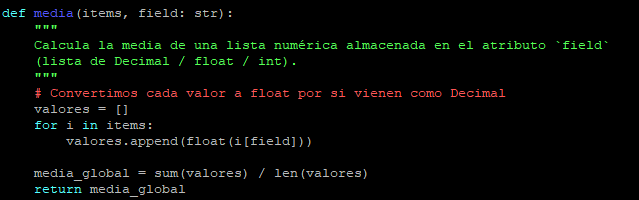 def media(items, field: str):
    """
    Calcula la media de una lista numérica almacenada en el atributo `field`
    (lista de Decimal / float / int).
    """
    # Convertimos cada valor a float por si vienen como Decimal
    valores = []
    for i in items:
        valores.append(float(i[field]))

    media_global = sum(valores) / len(valores)
    return media_global